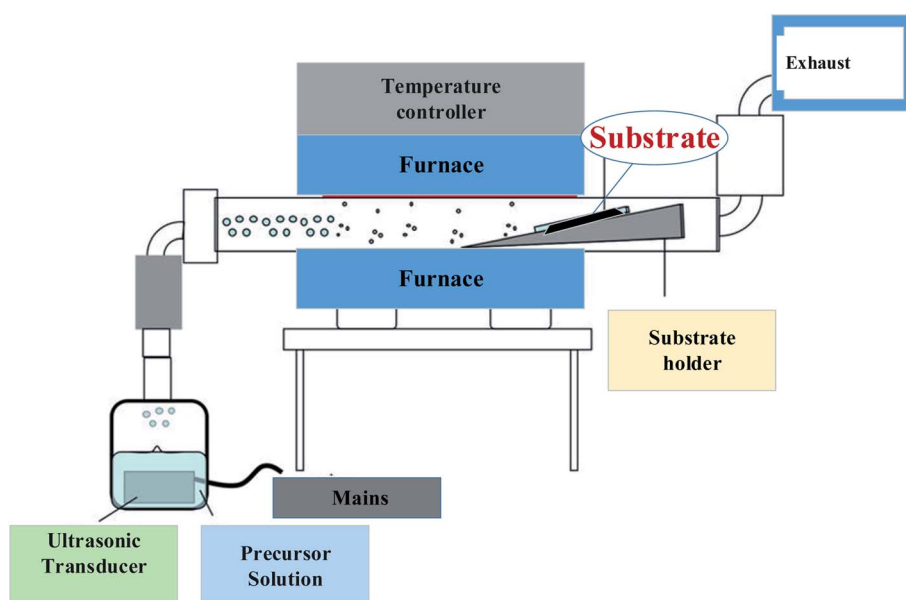 Exhaust
Temperature
controller
Substrate
Furnace
Furnace
Substrate
holder
Mains
Ultrasonic
Transducer
Precursor
Solution